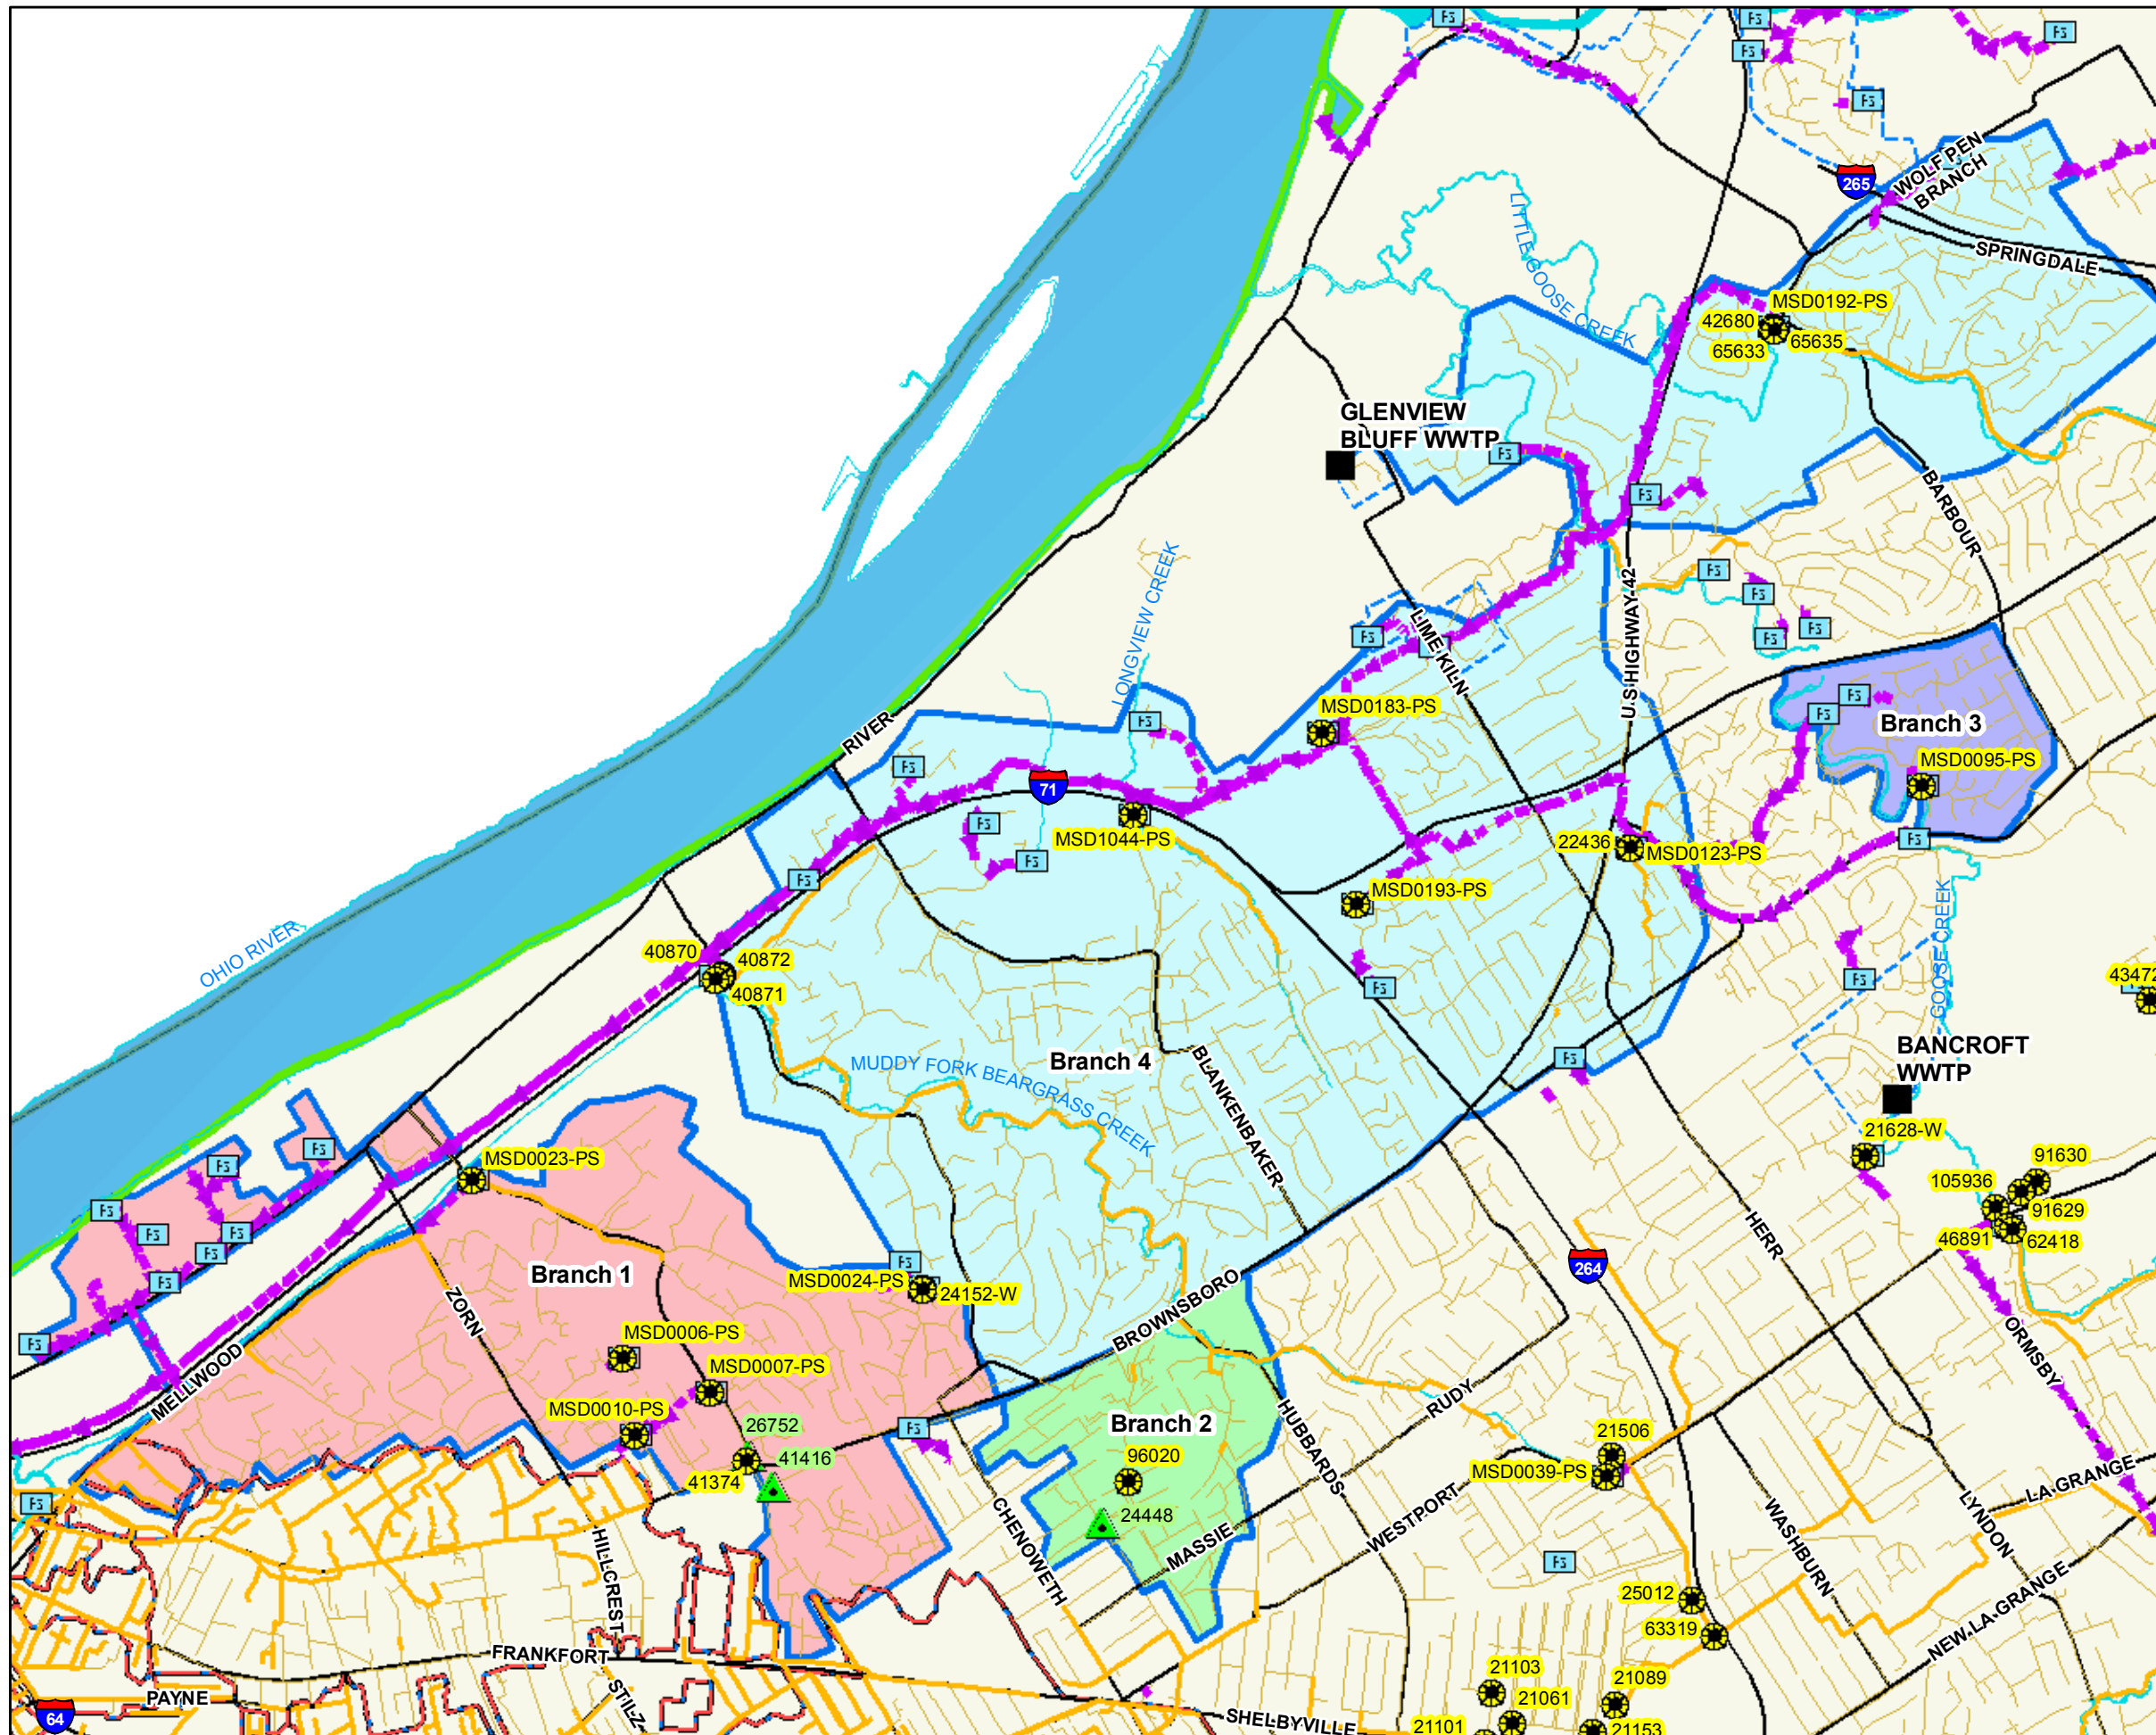 265
WOLF PEN
BRANCH
SPRINGDALE
LITTLE GOOSE CREEK
MSD0192-PS
42680
65635
65633
GLENVIEW
BLUFF WWTP
BARBOUR
LONGVIEW CREEK
U.S HIGHWAY 42
LIME KILN
MSD0183-PS
RIVER
Branch 3
MSD0095-PS
71
MSD1044-PS
22436
MSD0123-PS
MSD0193-PS
OHIO RIVER
40870
40872
40871
GOOSE CREEK
43472
Branch 4
MUDDY FORK BEARGRASS CREEK
BLANKENBAKER
BANCROFT
WWTP
21628-W
91630
105936
91629
46891
62418
MSD0023-PS
HERR
264
Branch 1
MSD0024-PS
24152-W
ZORN
BROWNSBORO
MSD0006-PS
MSD0007-PS
MELLWOOD
MSD0010-PS
ORMSBY
RUDY
HUBBARDS
26752
41416
41374
Branch 2
96020
24448
21506
MSD0039-PS
LA GRANGE
WESTPORT
MASSIE
CHENOWETH
WASHBURN
LYNDON
HILLCREST
25012
63319
NEW LA GRANGE
FRANKFORT
STILZ
PAYNE
64
21103
21089
21061
SHELBYVILLE
21101
21153